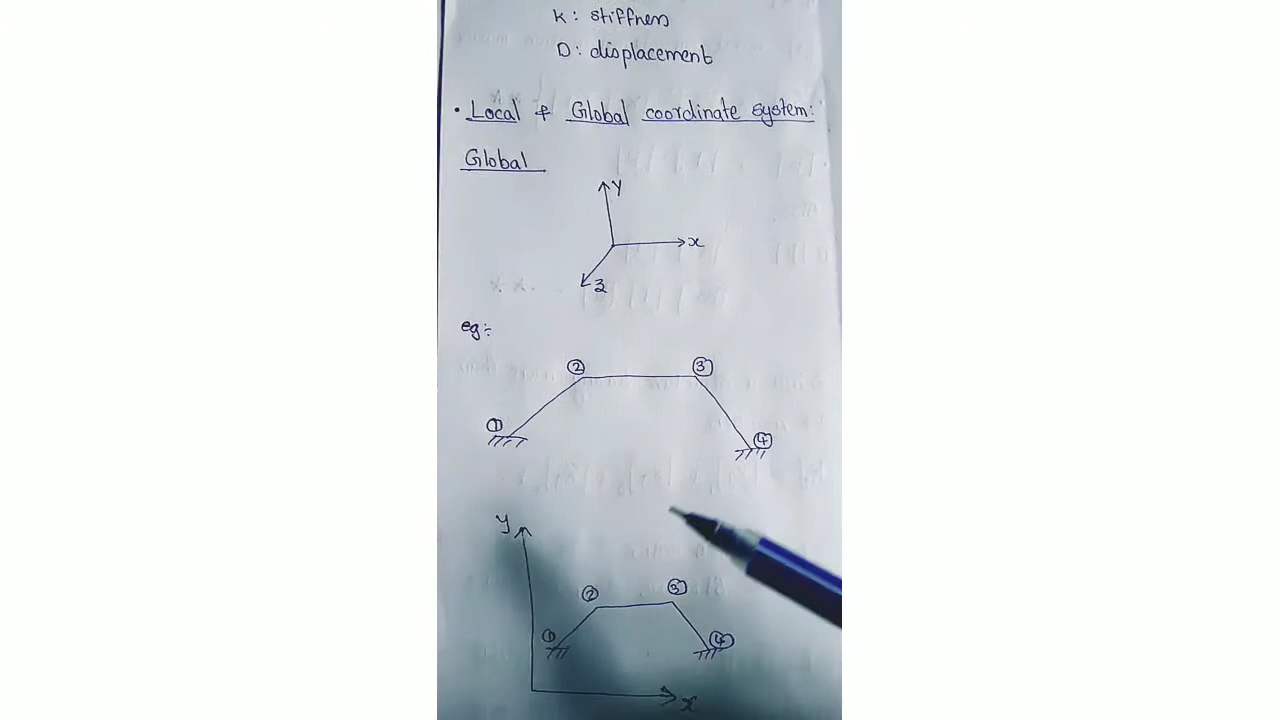 K: stiffness
D: displacement
• Local & Global coordinate system:
Global
y
x
z
eg:
② ③
①
④
y
② ③
① ④
x